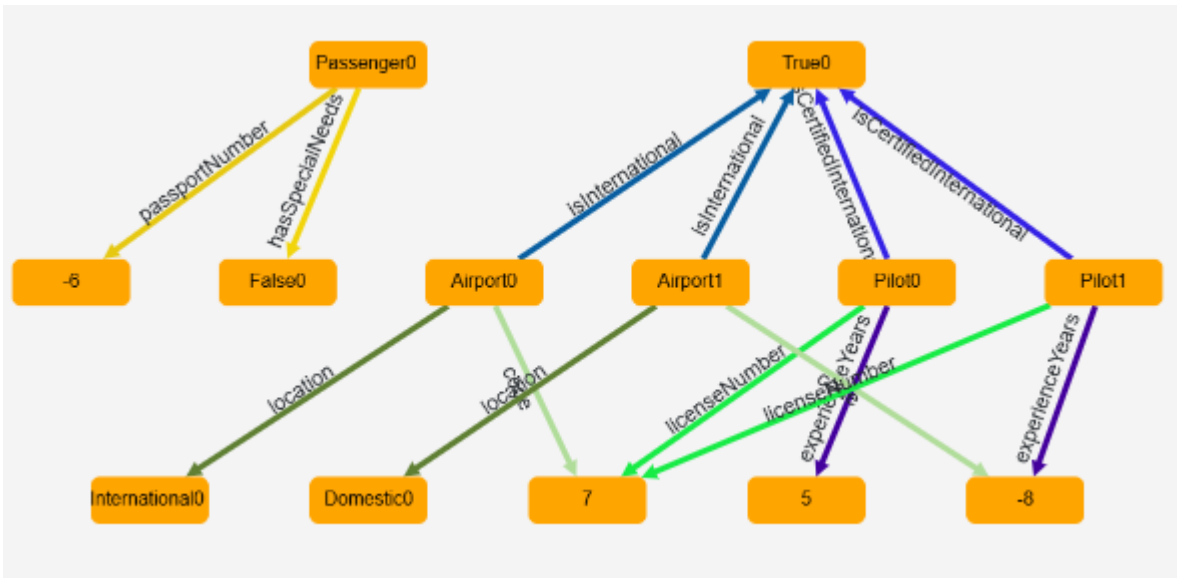 Passenger0
True0
passportNumber
hasSpecialNeeds
isInternational
isInternational
isCertifiedInternational
-6
False0
Airport0
Airport1
Pilot0
Pilot1
location
location
licenseNumber
licenseNumber
experienceYears
experienceYears
International0
Domestic0
7
5
-8